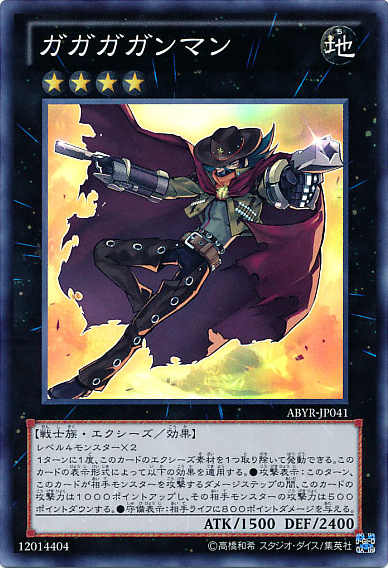 ガガガガンマン
地
ABYR-JP041
【戦士族・エクシーズ/効果】
レベル4モンスター×2
1ターンに1度、このカードのエクシーズ素材を1つ取り除いて発動できる。この
カードの表示形式によって以下の効果を適用する。●攻撃表示:このターン、
このカードが相手モンスターを攻撃するダメージステップの間、このカードの
攻撃力は1000ポイントアップし、その相手モンスターの攻撃力は500
ポイントダウンする。●守備表示:相手ライフに800ポイントダメージを与える。
ATK/1500 DEF/2400
12014404 ©高橋和希 スタジオ・ダイス/集英社